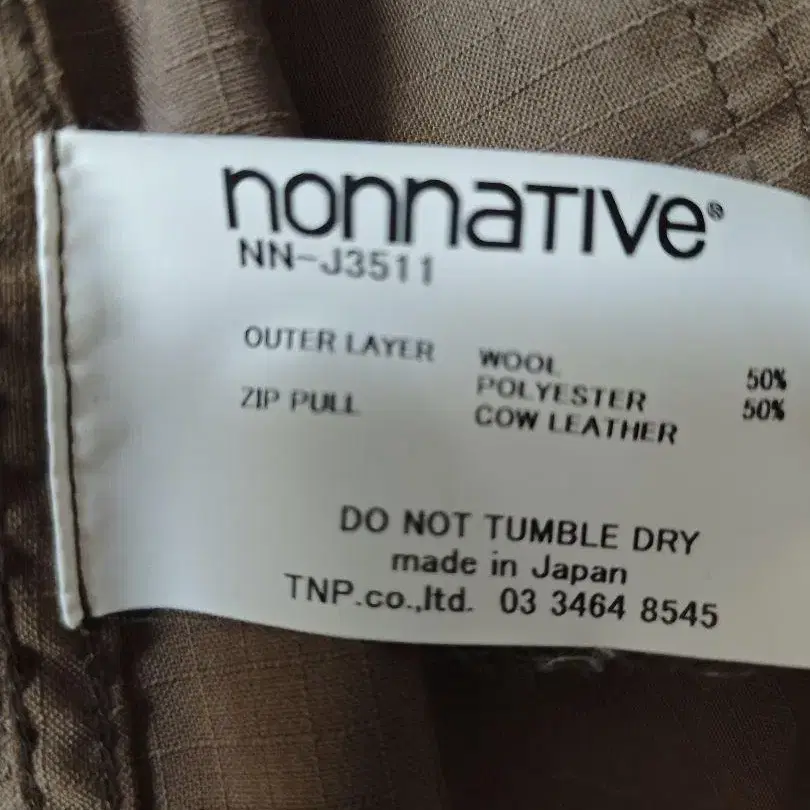 nonnative®
NN-J3511
OUTER LAYER WOOL 50%
POLYESTER 50%
ZIP PULL COW LEATHER
DO NOT TUMBLE DRY
made in Japan
TNP.co.,ltd. 03 3464 8545